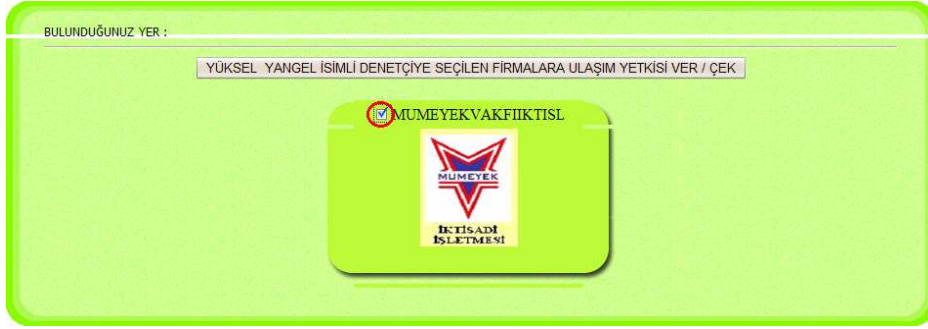 BULUNDUĞUNUZ YER :
YÜKSEL YANGEL İSİMLİ DENETÇİYE SEÇİLEN FİRMALARA ULAŞIM YETKİSİ VER / ÇEK
MUMEYEKVAKFIIKTISL
MUMEYEK
İKTİSADİ
İŞLETMESİ